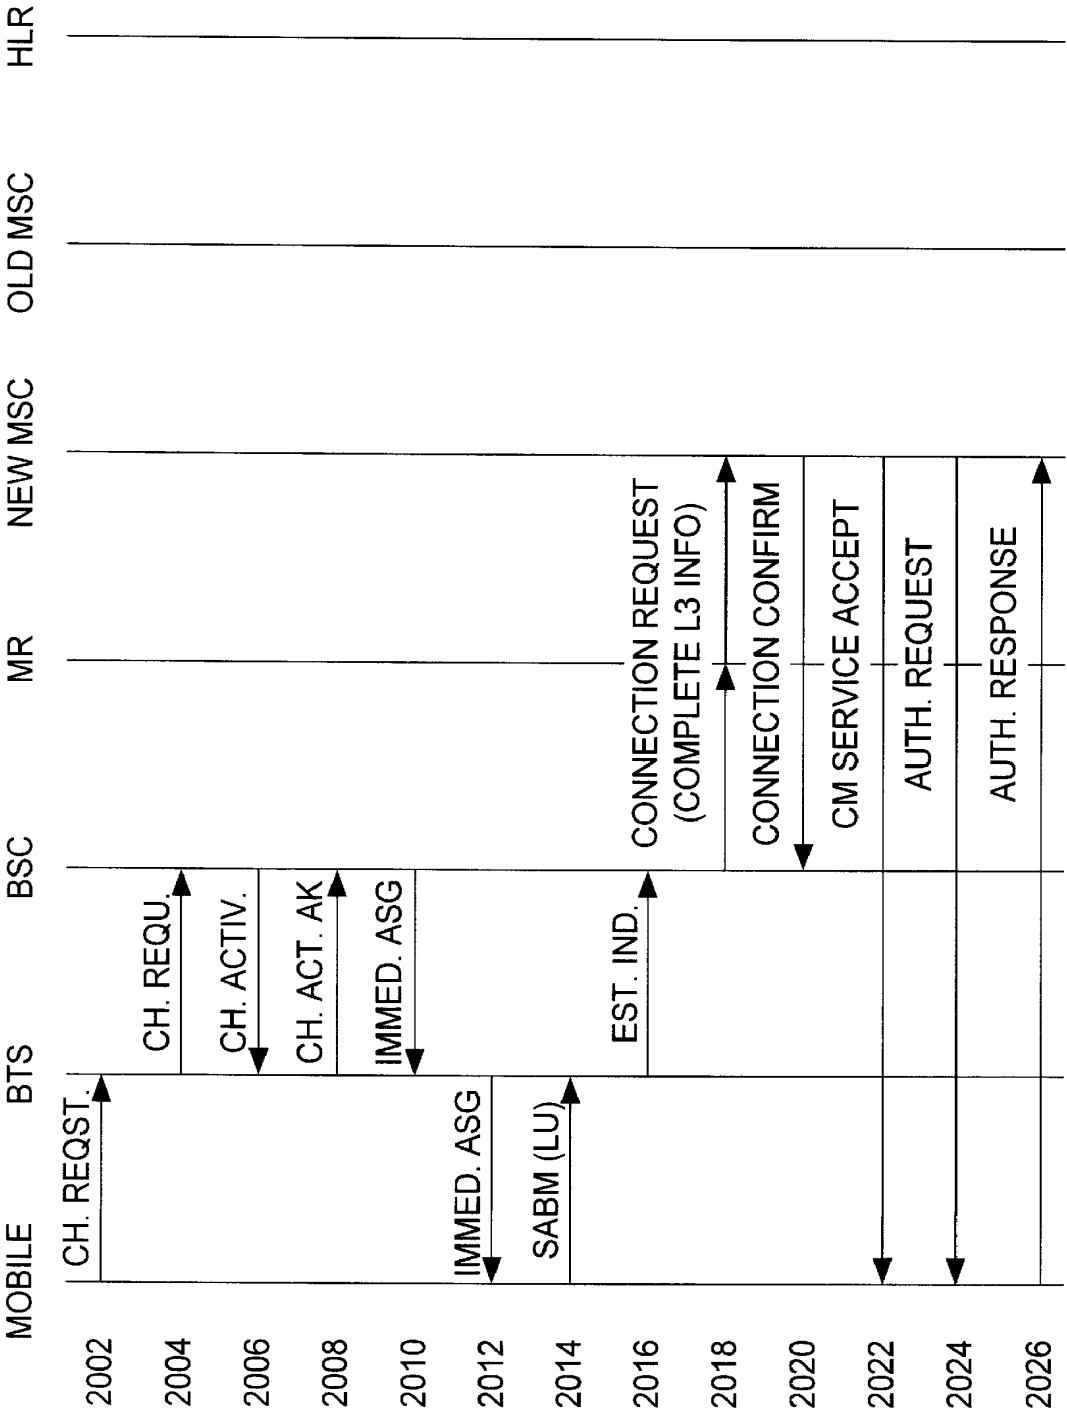 MOBILE
BTS
BSC
MR
NEW MSC
OLD MSC
HLR
2002
CH. REQST.
2004
CH. REQU.
2006
CH. ACTIV.
2008
CH. ACT. AK
2010
IMMED. ASG
2012
IMMED. ASG
2014
SABM (LU)
2016
EST. IND.
2018
CONNECTION REQUEST
(COMPLETE L3 INFO)
2020
CONNECTION CONFIRM
2022
CM SERVICE ACCEPT
2024
AUTH. REQUEST
2026
AUTH. RESPONSE